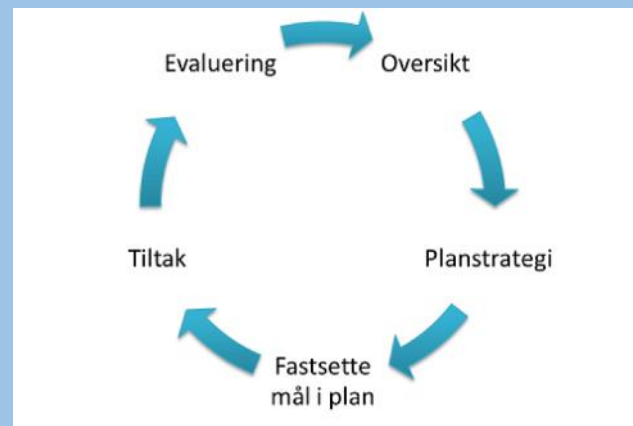 Evaluering
Oversikt
Tiltak
Planstrategi
Fastsette
mål i plan